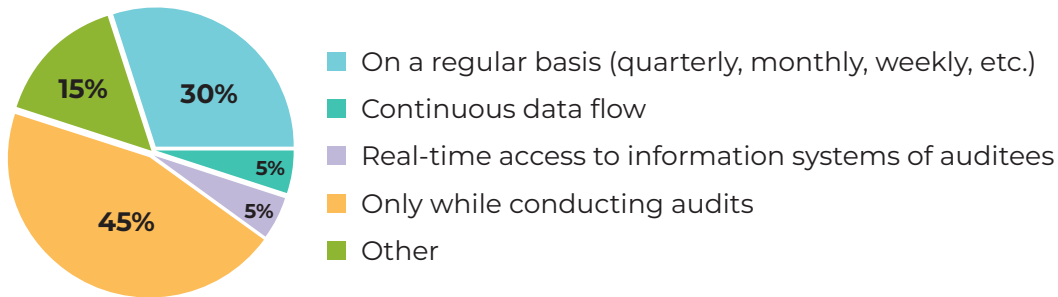 15%
30%
5%
5%
45%
On a regular basis (quarterly, monthly, weekly, etc.)
Continuous data flow
Real-time access to information systems of auditees
Only while conducting audits
Other